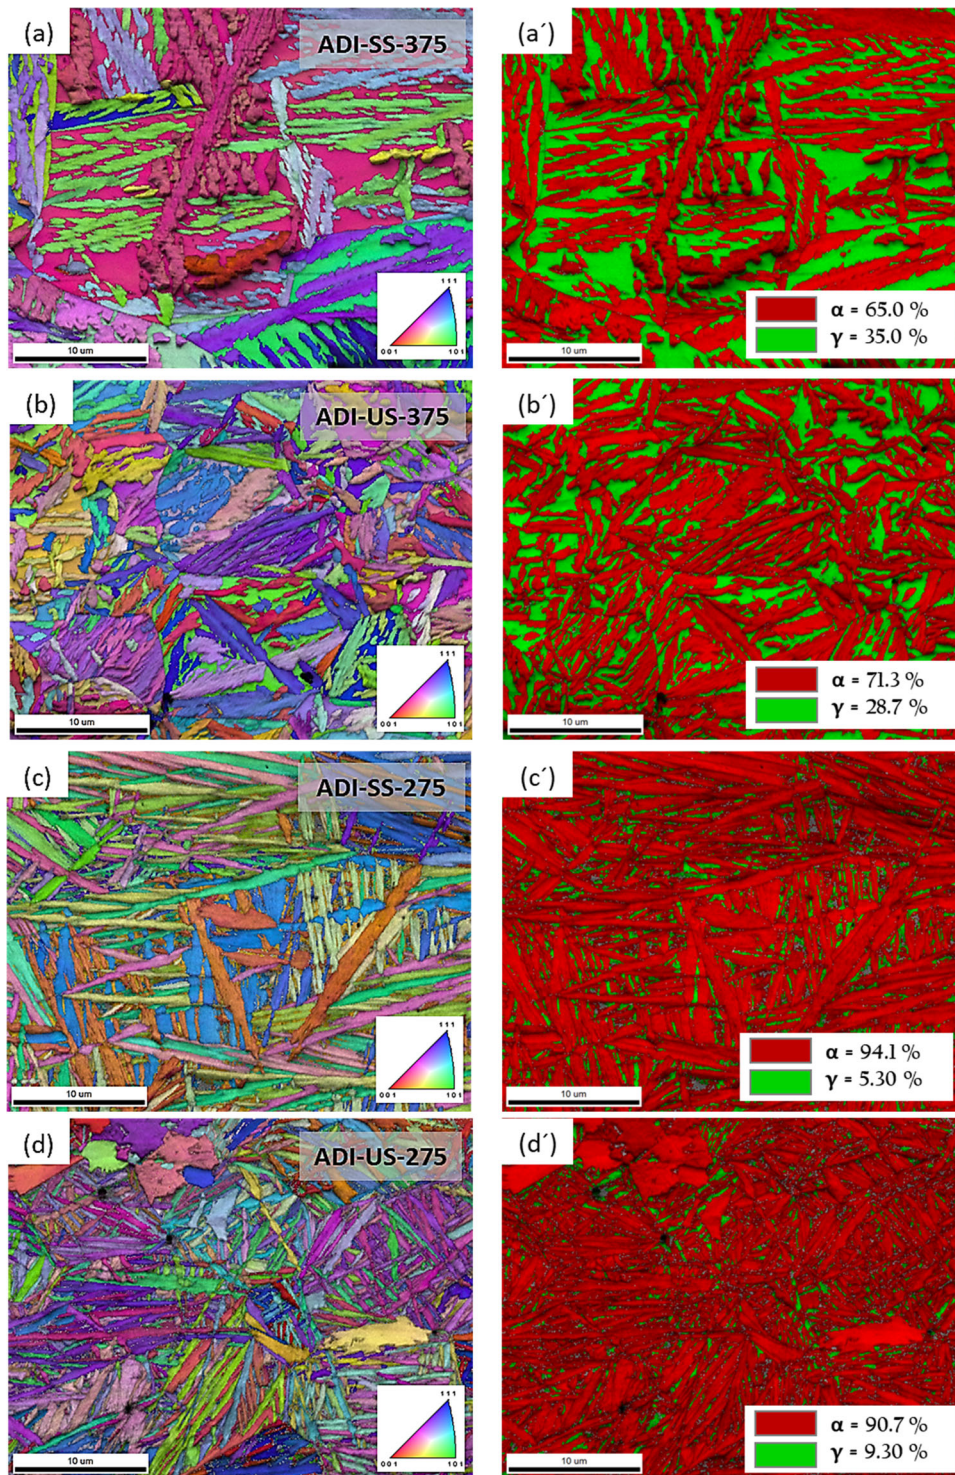 (a)
ADI-SS-375
111
001 101
10 um
(a´)
α = 65.0 %
γ = 35.0 %
10 um
(b)
ADI-US-375
111
001 101
10 um
(b´)
α = 71.3 %
γ = 28.7 %
10 um
(c)
ADI-SS-275
111
001 101
10 um
(c´)
α = 94.1 %
γ = 5.30 %
10 um
(d)
ADI-US-275
111
001 101
10 um
(d´)
α = 90.7 %
γ = 9.30 %
10 um